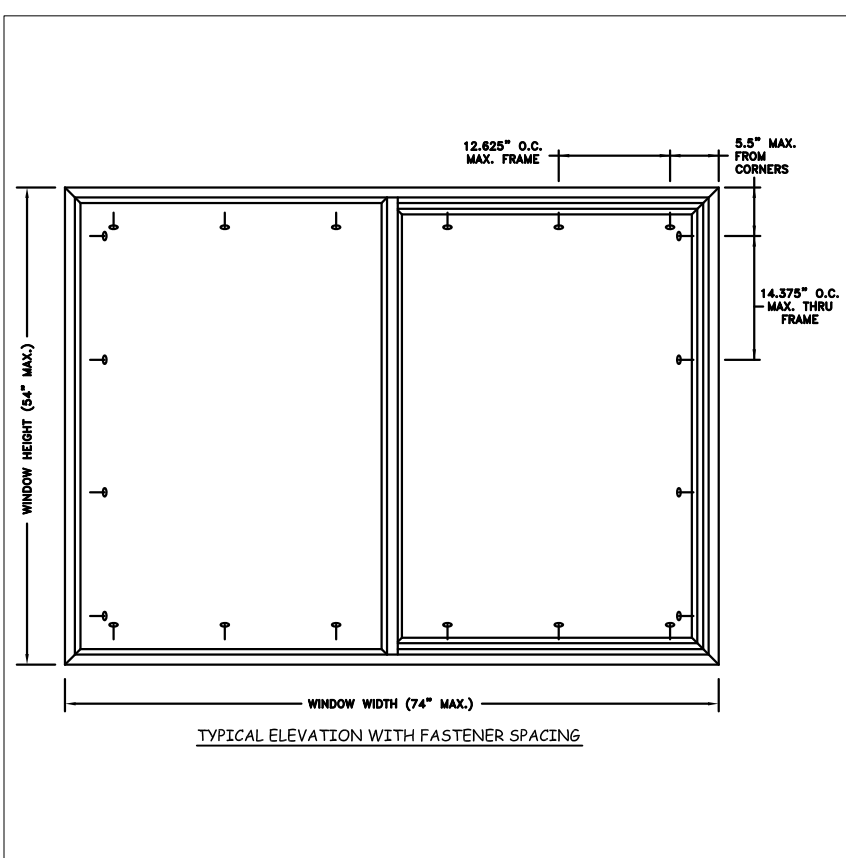 12.625" O.C.
MAX. FRAME
5.5" MAX.
FROM
CORNERS
14.375" O.C.
MAX. THRU
FRAME
WINDOW HEIGHT (54" MAX.)
WINDOW WIDTH (74" MAX.)
TYPICAL ELEVATION WITH FASTENER SPACING